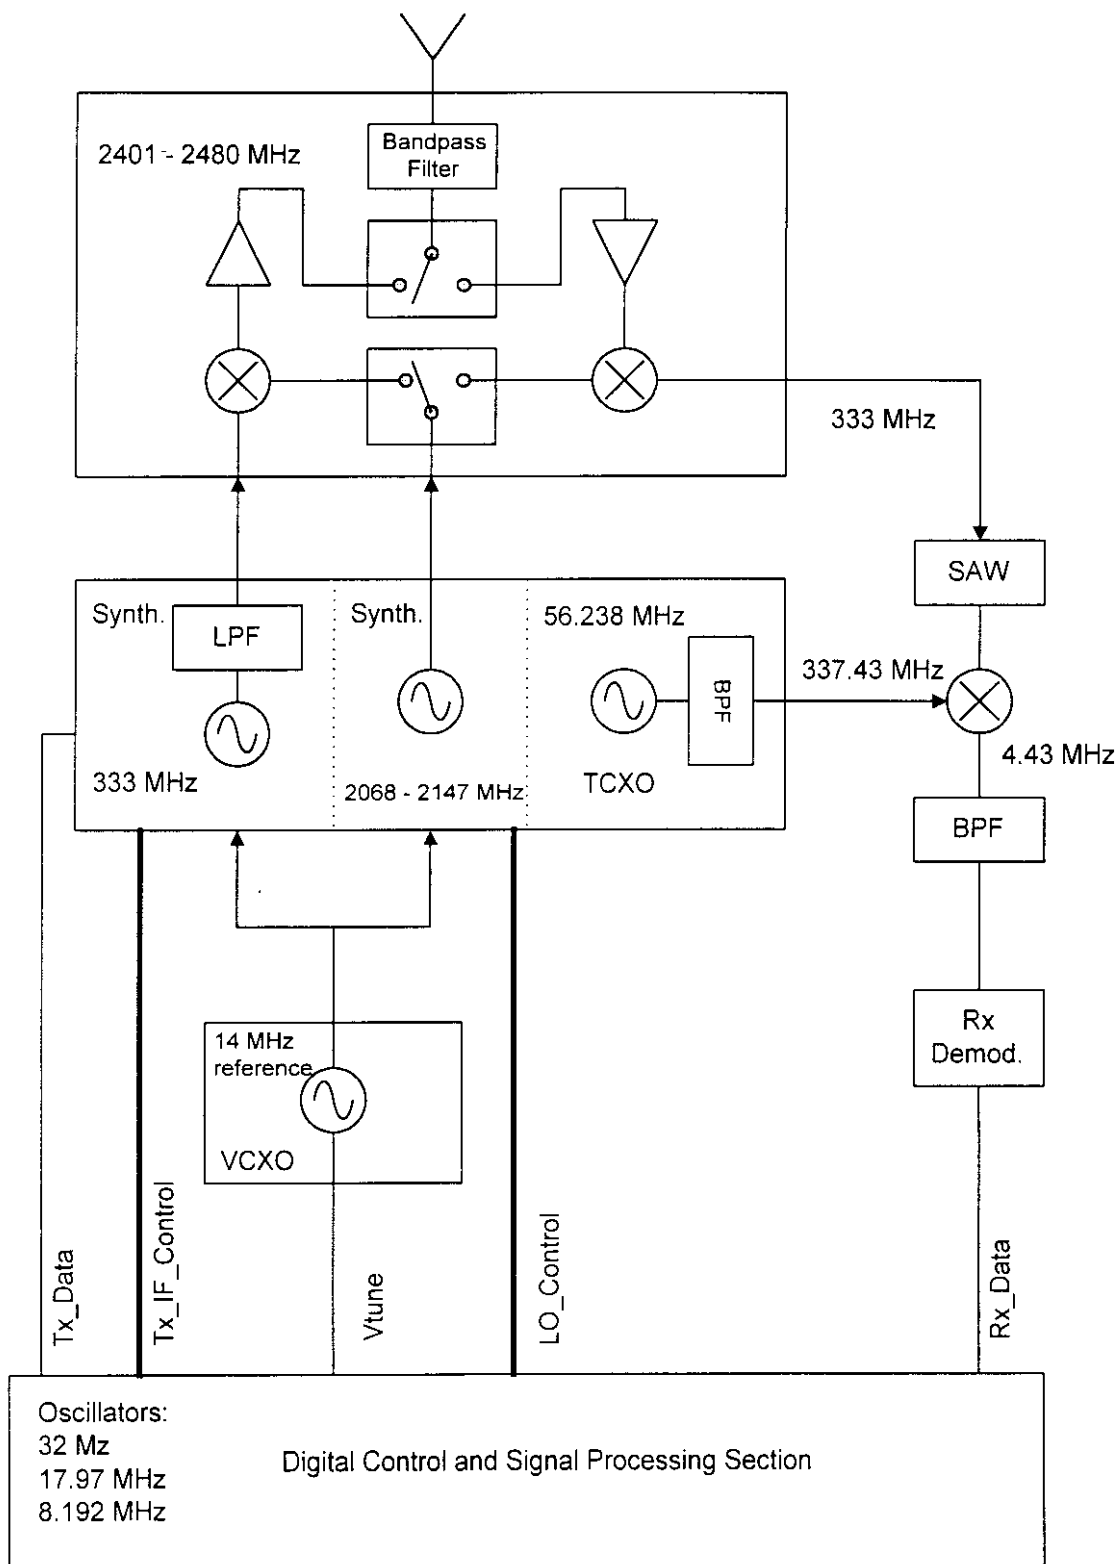 Bandpass
Filter
2401 - 2480 MHz
333 MHz
SAW
Synth.
LPF
Synth.
56.238 MHz
BPF
337.43 MHz
4.43 MHz
333 MHz
2068 - 2147 MHz
TCXO
BPF
14 MHz
reference
VCXO
Rx
Demod.
Tx_Data
Tx_IF_Control
Vtune
LO_Control
Rx_Data
Oscillators:
32 Mz
17.97 MHz
8.192 MHz
Digital Control and Signal Processing Section